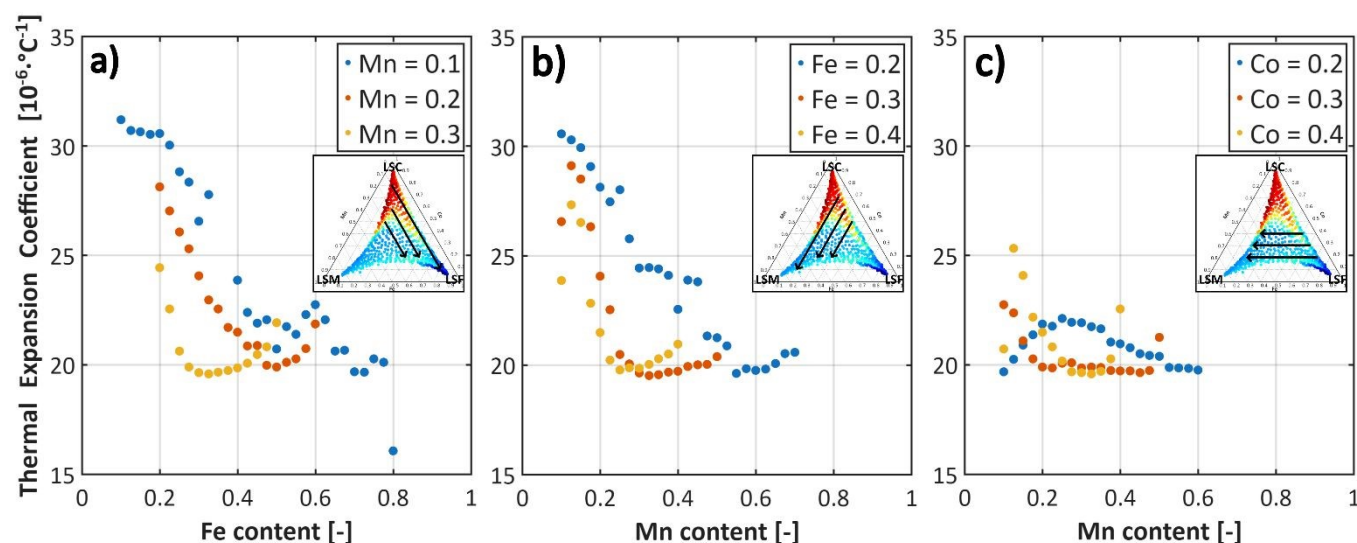 Thermal Expansion Coefficient [10⁻⁶·°C⁻¹]
35
30
25
20
15
a)
Mn = 0.1
Mn = 0.2
Mn = 0.3
LSC
LSM
LSF
0 0.2 0.4 0.6 0.8 1
Fe content [-]
35
30
25
20
15
b)
Fe = 0.2
Fe = 0.3
Fe = 0.4
LSC
LSM
LSF
0 0.2 0.4 0.6 0.8 1
Mn content [-]
35
30
25
20
15
c)
Co = 0.2
Co = 0.3
Co = 0.4
LSC
LSM
LSF
0 0.2 0.4 0.6 0.8 1
Mn content [-]